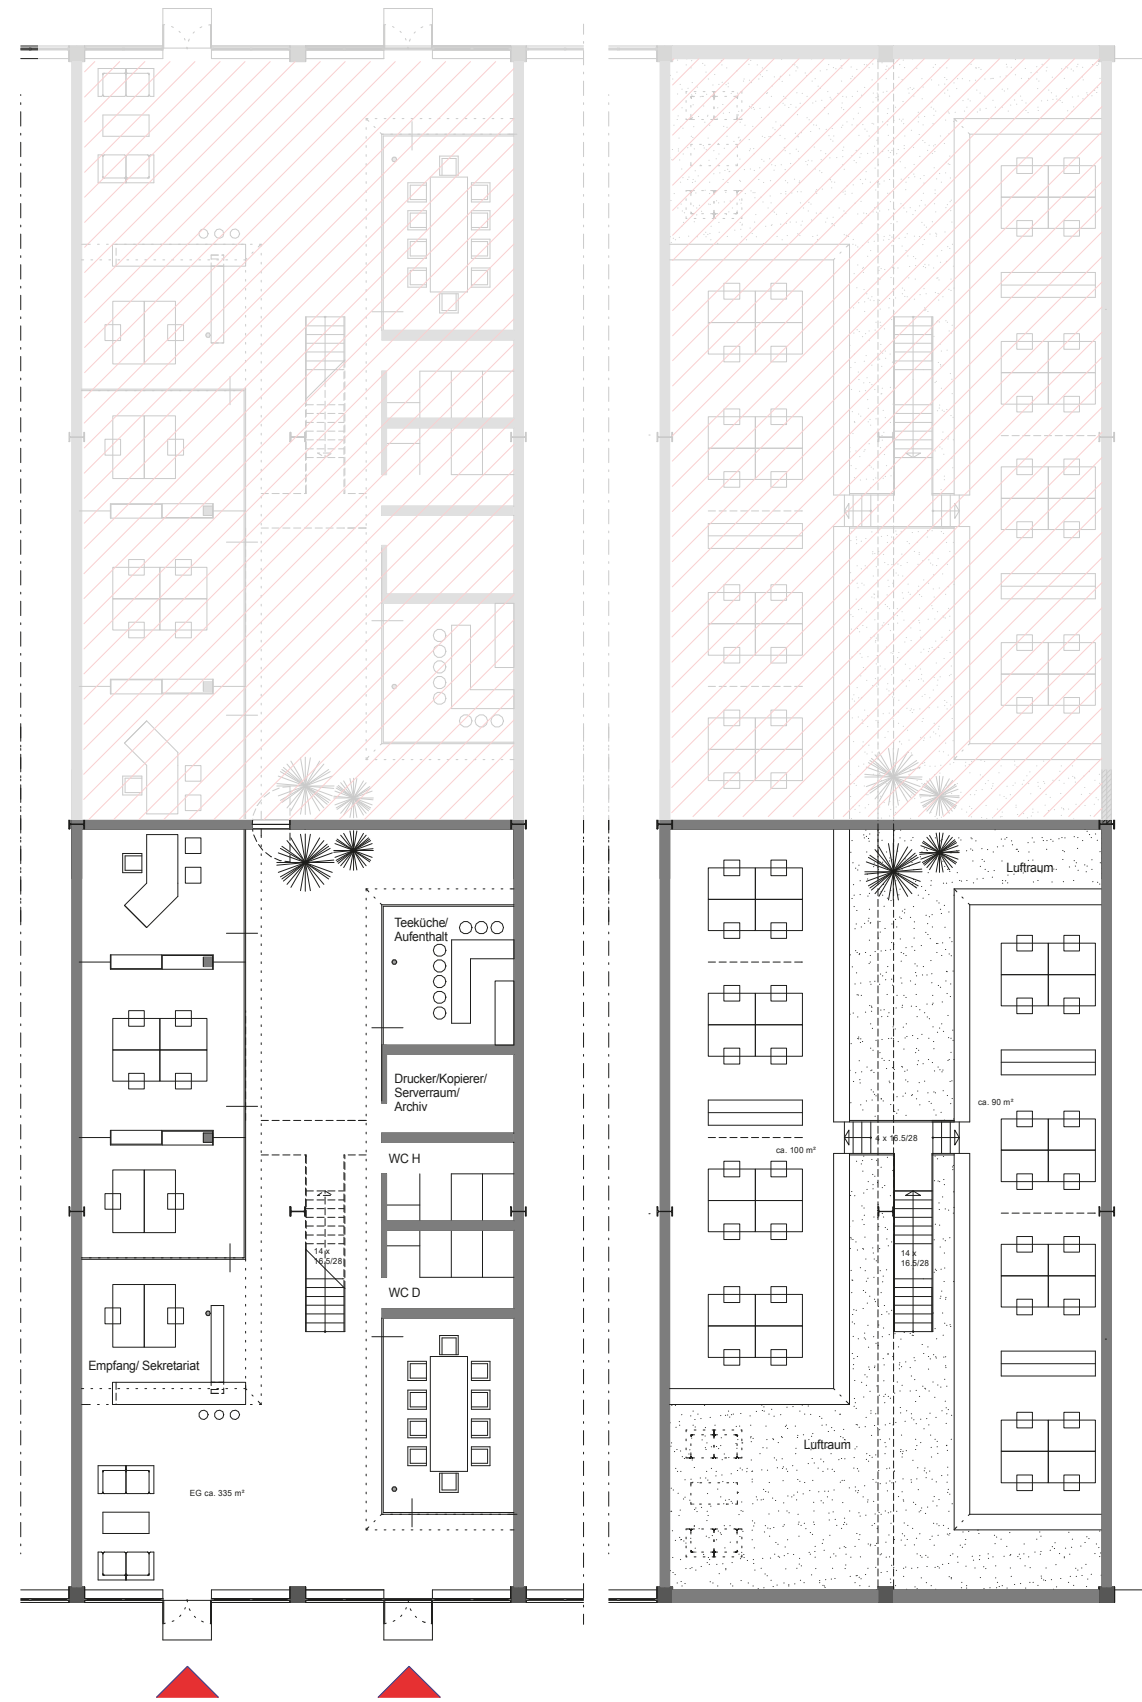 Teeküche/
Aufenthalt
Drucker/Kopierer/
Serverraum/
Archiv
WC H
14 x
16.5/28
WC D
Empfang/ Sekretariat
EG ca. 335 m²
Luftraum
ca. 90 m²
4 x 16.5/28
ca. 100 m²
14 x
16.5/28
Luftraum